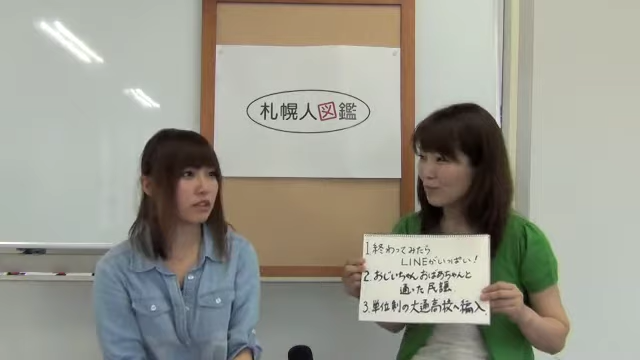 札幌人図鑑
1.終わってみたら
LINEがいっぱい!
2.おじいちゃんおばあちゃんと
通いた民謡
3.単位制の大通高校へ編入